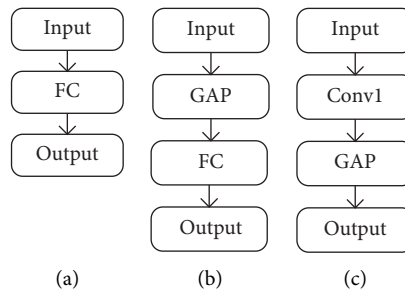 Input
FC
Output
(a)
Input
GAP
FC
Output
(b)
Input
Conv1
GAP
Output
(c)